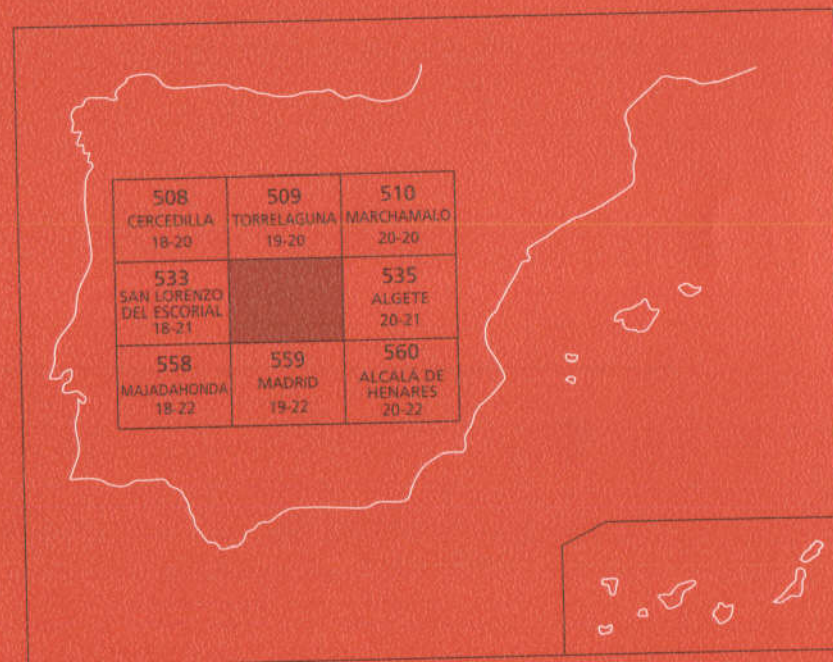 508
CERCEDILLA
18-20
509
TORRELAGUNA
19-20
510
MARCHAMALO
20-20
533
SAN LORENZO
DEL ESCORIAL
18-21
535
ALGETE
20-21
558
MAJADAHONDA
18-22
559
MADRID
19-22
560
ALCALÁ DE
HENARES
20-22